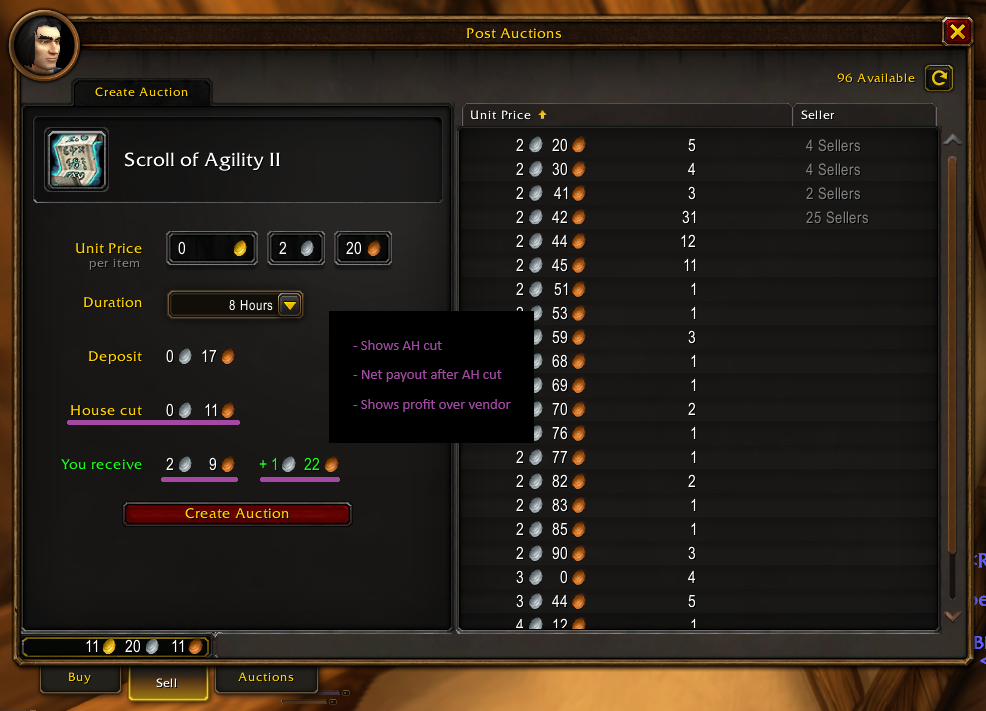 Post Auctions
96 Available
Create Auction
Unit Price Seller
Scroll of Agility II
Unit Price 0 2 20
per item
Duration 8 Hours
Deposit 0 17
House cut 0 11
You receive 2 9 + 1 22
Create Auction
- Shows AH cut
- Net payout after AH cut
- Shows profit over vendor
2 20 5 4 Sellers
2 30 4 4 Sellers
2 41 3 2 Sellers
2 42 31 25 Sellers
2 44 12
2 45 11
2 51 1
2 53 1
59 3
68 1
69 1
70 2
76 1
2 77 1
2 82 2
2 83 1
2 85 1
2 90 3
3 0 4
3 44 5
4 12 1
11 20 11
Buy Sell Auctions